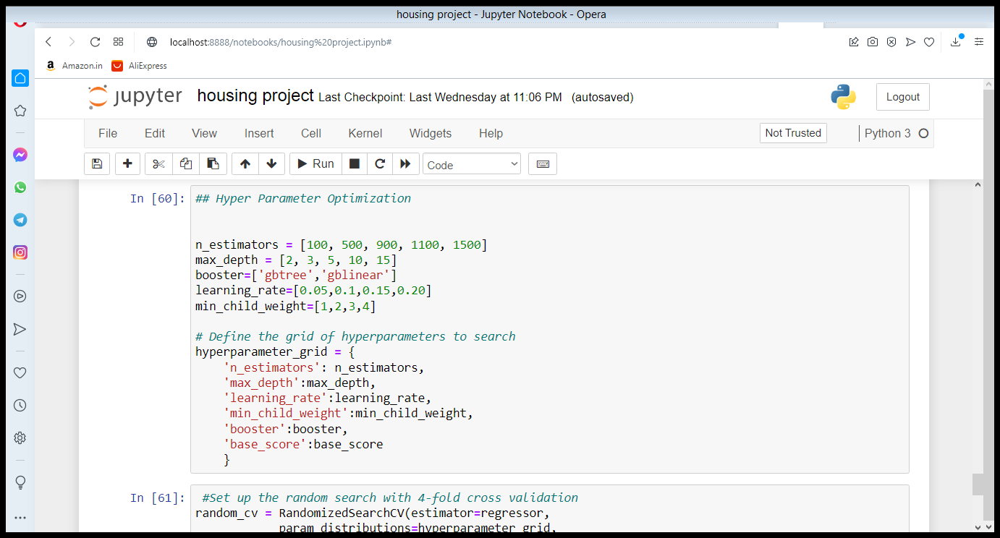 housing project - Jupyter Notebook - Opera
localhost:8888/notebooks/housing%20project.ipynb#
a Amazon.in AliExpress
jupyter housing project Last Checkpoint: Last Wednesday at 11:06 PM (autosaved) Logout
File Edit View Insert Cell Kernel Widgets Help Not Trusted Python 3
Run Code
In [60]: ## Hyper Parameter Optimization
n_estimators = [100, 500, 900, 1100, 1500]
max_depth = [2, 3, 5, 10, 15]
booster=['gbtree','gblinear']
learning_rate=[0.05,0.1,0.15,0.20]
min_child_weight=[1,2,3,4]
# Define the grid of hyperparameters to search
hyperparameter_grid = {
'n_estimators': n_estimators,
'max_depth':max_depth,
'learning_rate':learning_rate,
'min_child_weight':min_child_weight,
'booster':booster,
'base_score':base_score
}
In [61]: #Set up the random search with 4-fold cross validation
random_cv = RandomizedSearchCV(estimator=regressor,
param_distributions=hyperparameter_grid,